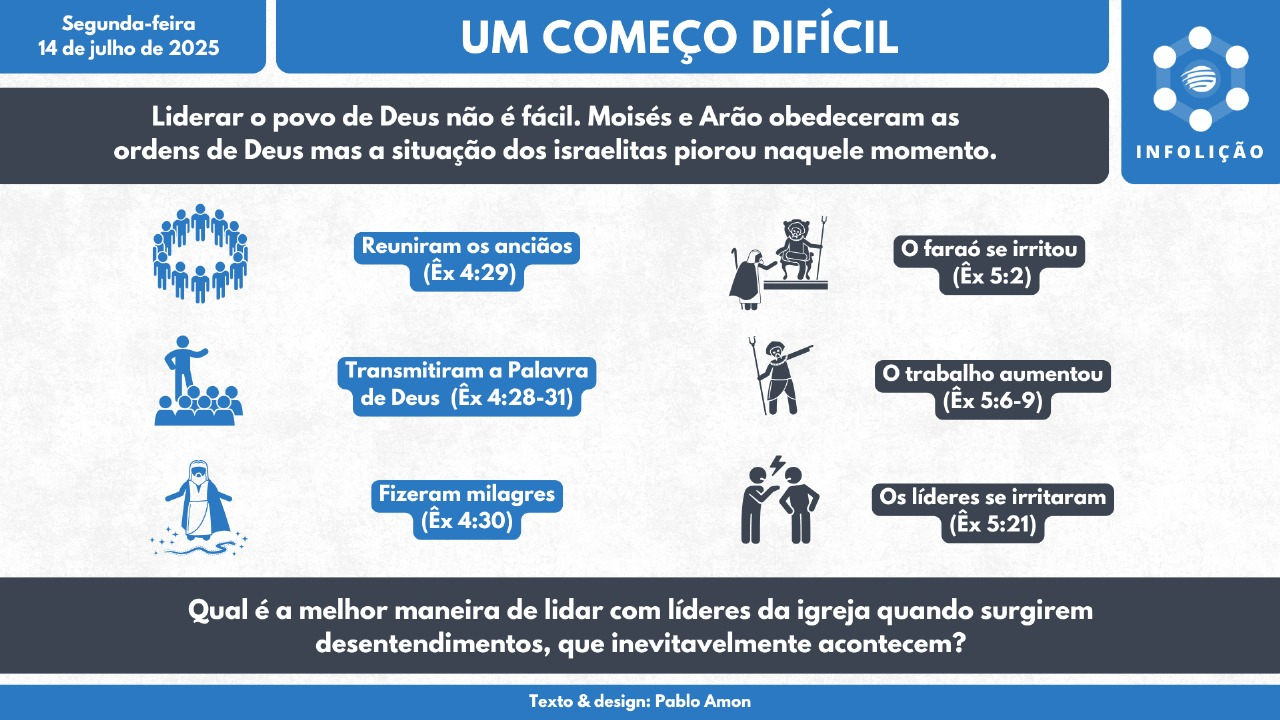 Segunda-feira
14 de julho de 2025
UM COMEÇO DIFÍCIL
INFOLIÇÃO
Liderar o povo de Deus não é fácil. Moisés e Arão obedeceram as
ordens de Deus mas a situação dos israelitas piorou naquele momento.
Reuniram os anciãos
(Êx 4:29)
Transmitiram a Palavra
de Deus (Êx 4:28-31)
Fizeram milagres
(Êx 4:30)
O faraó se irritou
(Êx 5:2)
O trabalho aumentou
(Êx 5:6-9)
Os líderes se irritaram
(Êx 5:21)
Qual é a melhor maneira de lidar com líderes da igreja quando surgirem
desentendimentos, que inevitavelmente acontecem?
Texto & design: Pablo Amon